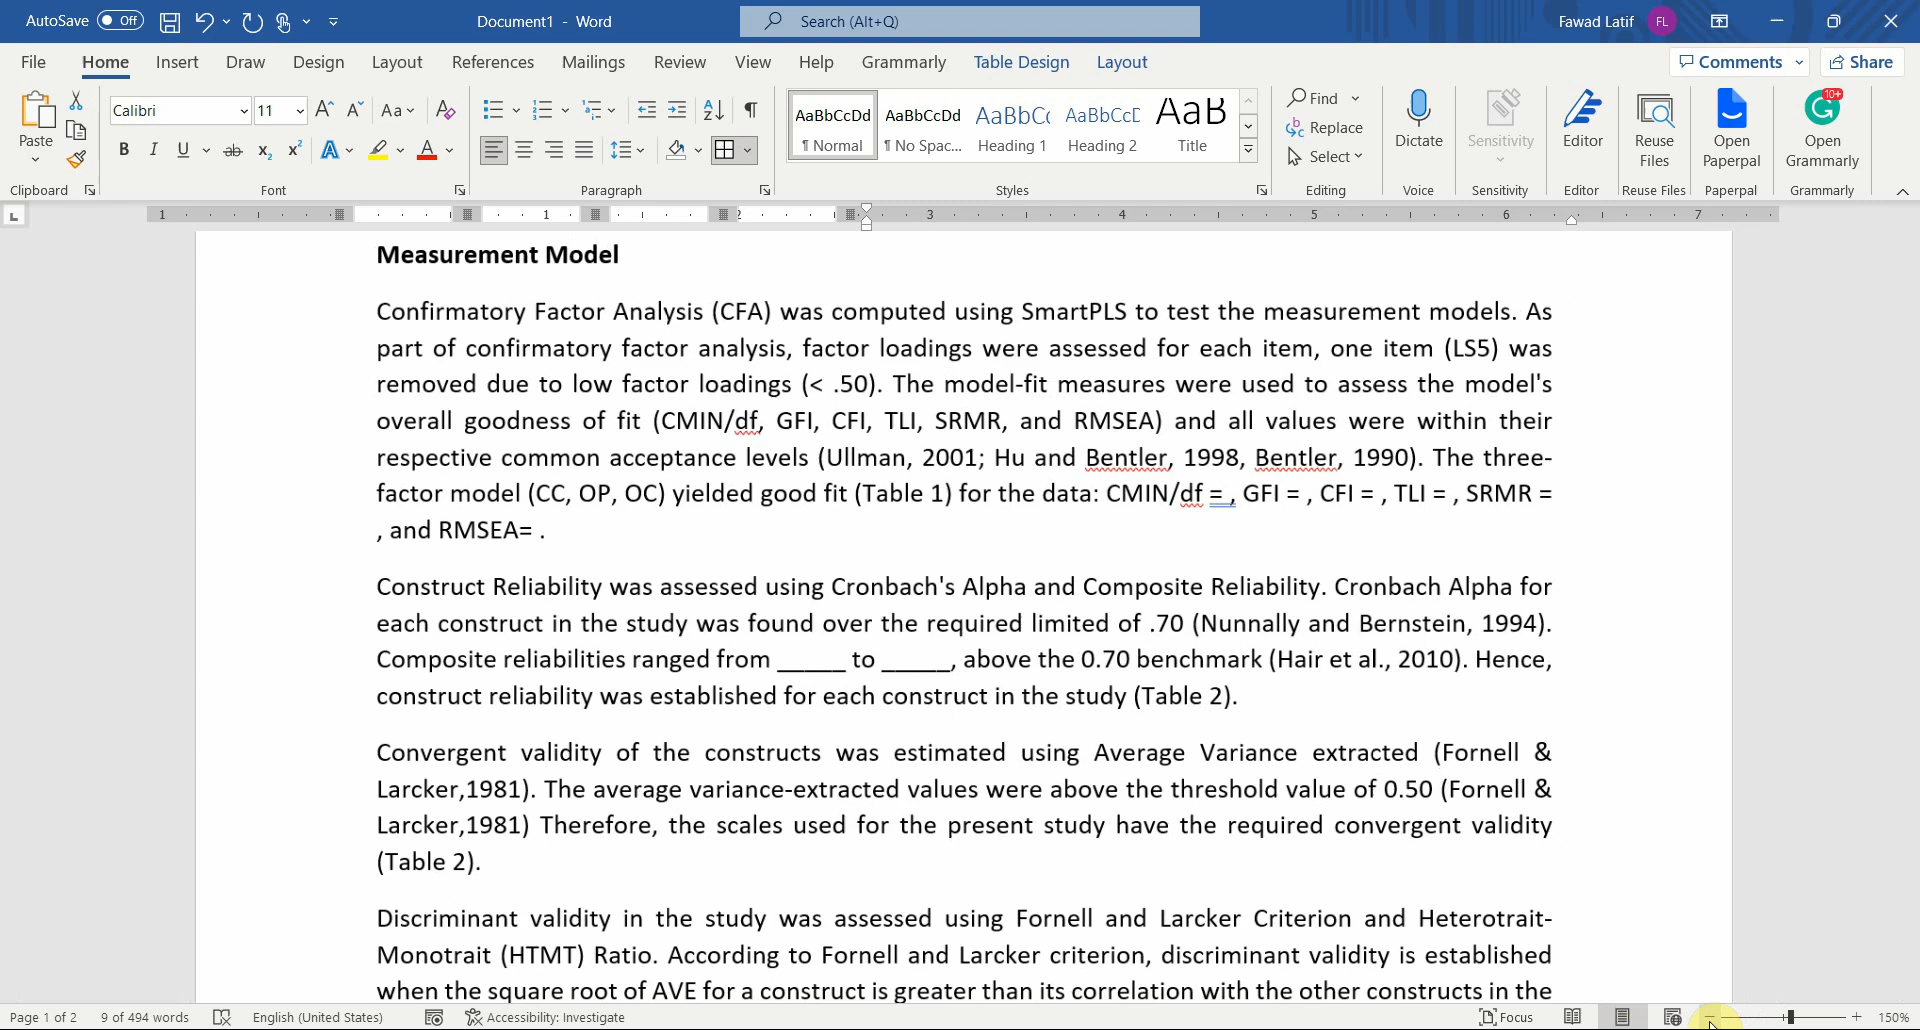 AutoSave Off Document1 - Word Search (Alt+Q) Fawad Latif FL
File Home Insert Draw Design Layout References Mailings Review View Help Grammarly Table Design Layout Comments Share
Paste
Clipboard
Calibri 11 Aa
B I U ab x₂ x² A A
Font
Paragraph
AaBbCcDd AaBbCcDd AaBbC AaBbCcD AaB
¶ Normal ¶ No Spac... Heading 1 Heading 2 Title
Styles
Find
Replace
Select
Editing
Dictate
Voice
Sensitivity
Sensitivity
Editor
Editor
Reuse Files
Reuse Files
Open Paperpal
Paperpal
10+
Open Grammarly
Grammarly
1 1 2 3 4 5 6 7
Measurement Model
Confirmatory Factor Analysis (CFA) was computed using SmartPLS to test the measurement models. As
part of confirmatory factor analysis, factor loadings were assessed for each item, one item (LS5) was
removed due to low factor loadings (< .50). The model-fit measures were used to assess the model's
overall goodness of fit (CMIN/df, GFI, CFI, TLI, SRMR, and RMSEA) and all values were within their
respective common acceptance levels (Ullman, 2001; Hu and Bentler, 1998, Bentler, 1990). The three-
factor model (CC, OP, OC) yielded good fit (Table 1) for the data: CMIN/df = , GFI = , CFI = , TLI = , SRMR =
, and RMSEA= .
Construct Reliability was assessed using Cronbach's Alpha and Composite Reliability. Cronbach Alpha for
each construct in the study was found over the required limited of .70 (Nunnally and Bernstein, 1994).
Composite reliabilities ranged from _____ to _____, above the 0.70 benchmark (Hair et al., 2010). Hence,
construct reliability was established for each construct in the study (Table 2).
Convergent validity of the constructs was estimated using Average Variance extracted (Fornell &
Larcker,1981). The average variance-extracted values were above the threshold value of 0.50 (Fornell &
Larcker,1981) Therefore, the scales used for the present study have the required convergent validity
(Table 2).
Discriminant validity in the study was assessed using Fornell and Larcker Criterion and Heterotrait-
Monotrait (HTMT) Ratio. According to Fornell and Larcker criterion, discriminant validity is established
when the square root of AVE for a construct is greater than its correlation with the other constructs in the
Page 1 of 2 9 of 494 words English (United States) Accessibility: Investigate Focus 150%